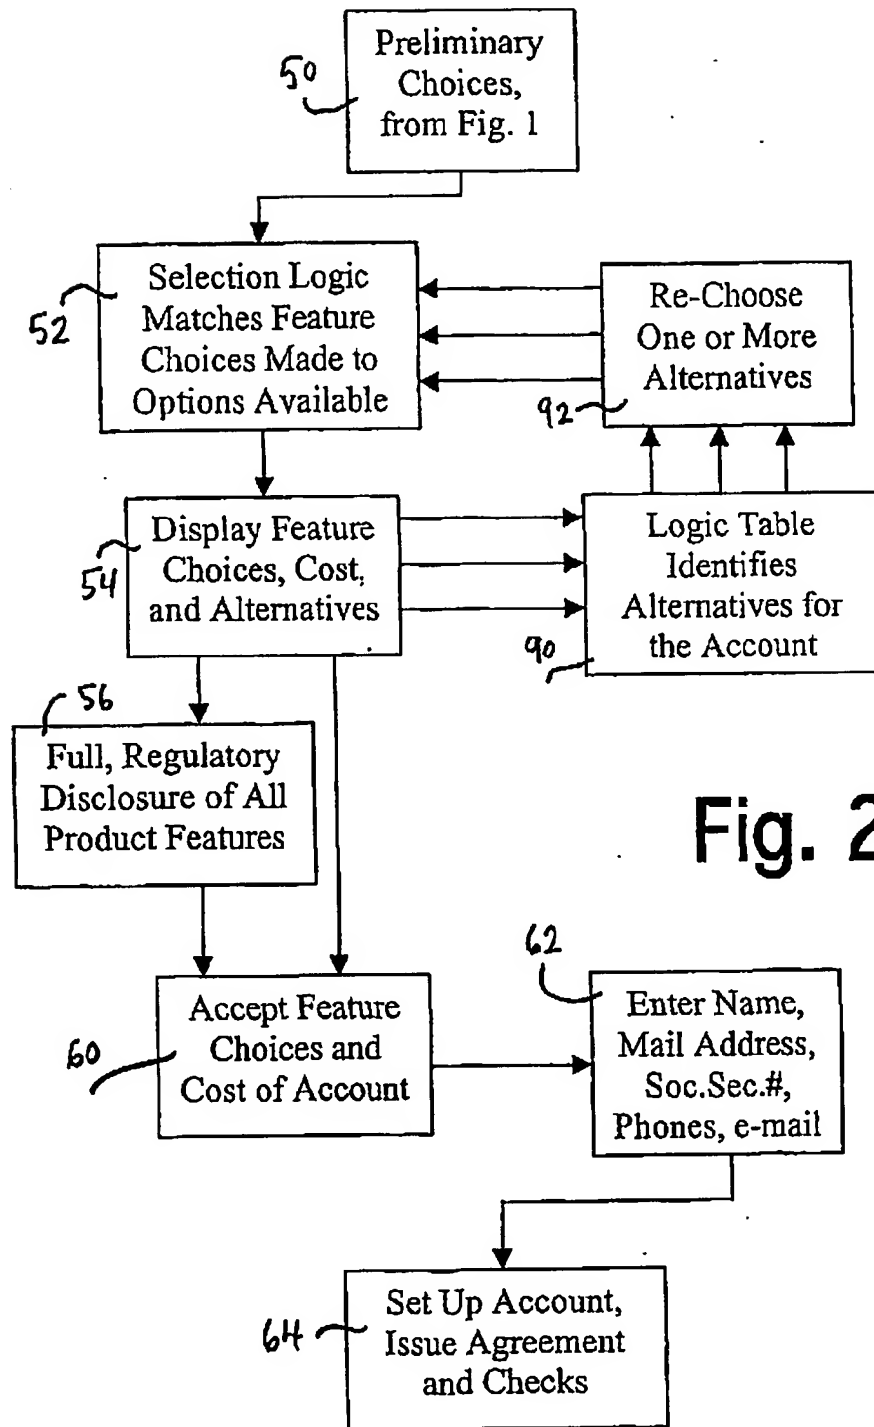 50
Preliminary
Choices,
from Fig. 1
52
Selection Logic
Matches Feature
Choices Made to
Options Available
Re-Choose
One or More
Alternatives
92
54
Display Feature
Choices, Cost,
and Alternatives
Logic Table
Identifies
Alternatives for
the Account
90
56
Full, Regulatory
Disclosure of All
Product Features
Fig. 2
60
Accept Feature
Choices and
Cost of Account
62
Enter Name,
Mail Address,
Soc.Sec.#,
Phones, e-mail
64
Set Up Account,
Issue Agreement
and Checks